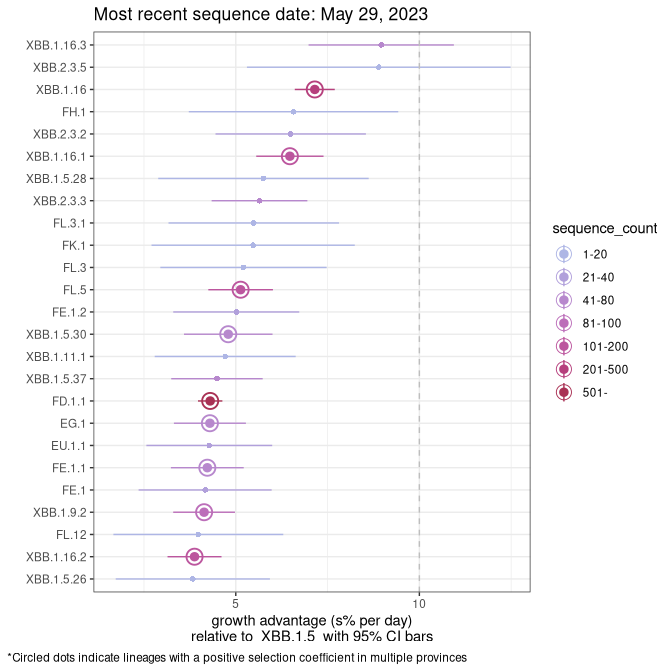 Most recent sequence date: May 29, 2023
XBB.1.16.3
XBB.2.3.5
XBB.1.16
FH.1
XBB.2.3.2
XBB.1.16.1
XBB.1.5.28
XBB.2.3.3
FL.3.1
FK.1
FL.3
FL.5
FE.1.2
XBB.1.5.30
XBB.1.11.1
XBB.1.5.37
FD.1.1
EG.1
EU.1.1
FE.1.1
FE.1
XBB.1.9.2
FL.12
XBB.1.16.2
XBB.1.5.26
5 10
growth advantage (s% per day)
relative to XBB.1.5 with 95% CI bars
sequence_count
1-20
21-40
41-80
81-100
101-200
201-500
501-
*Circled dots indicate lineages with a positive selection coefficient in multiple provinces